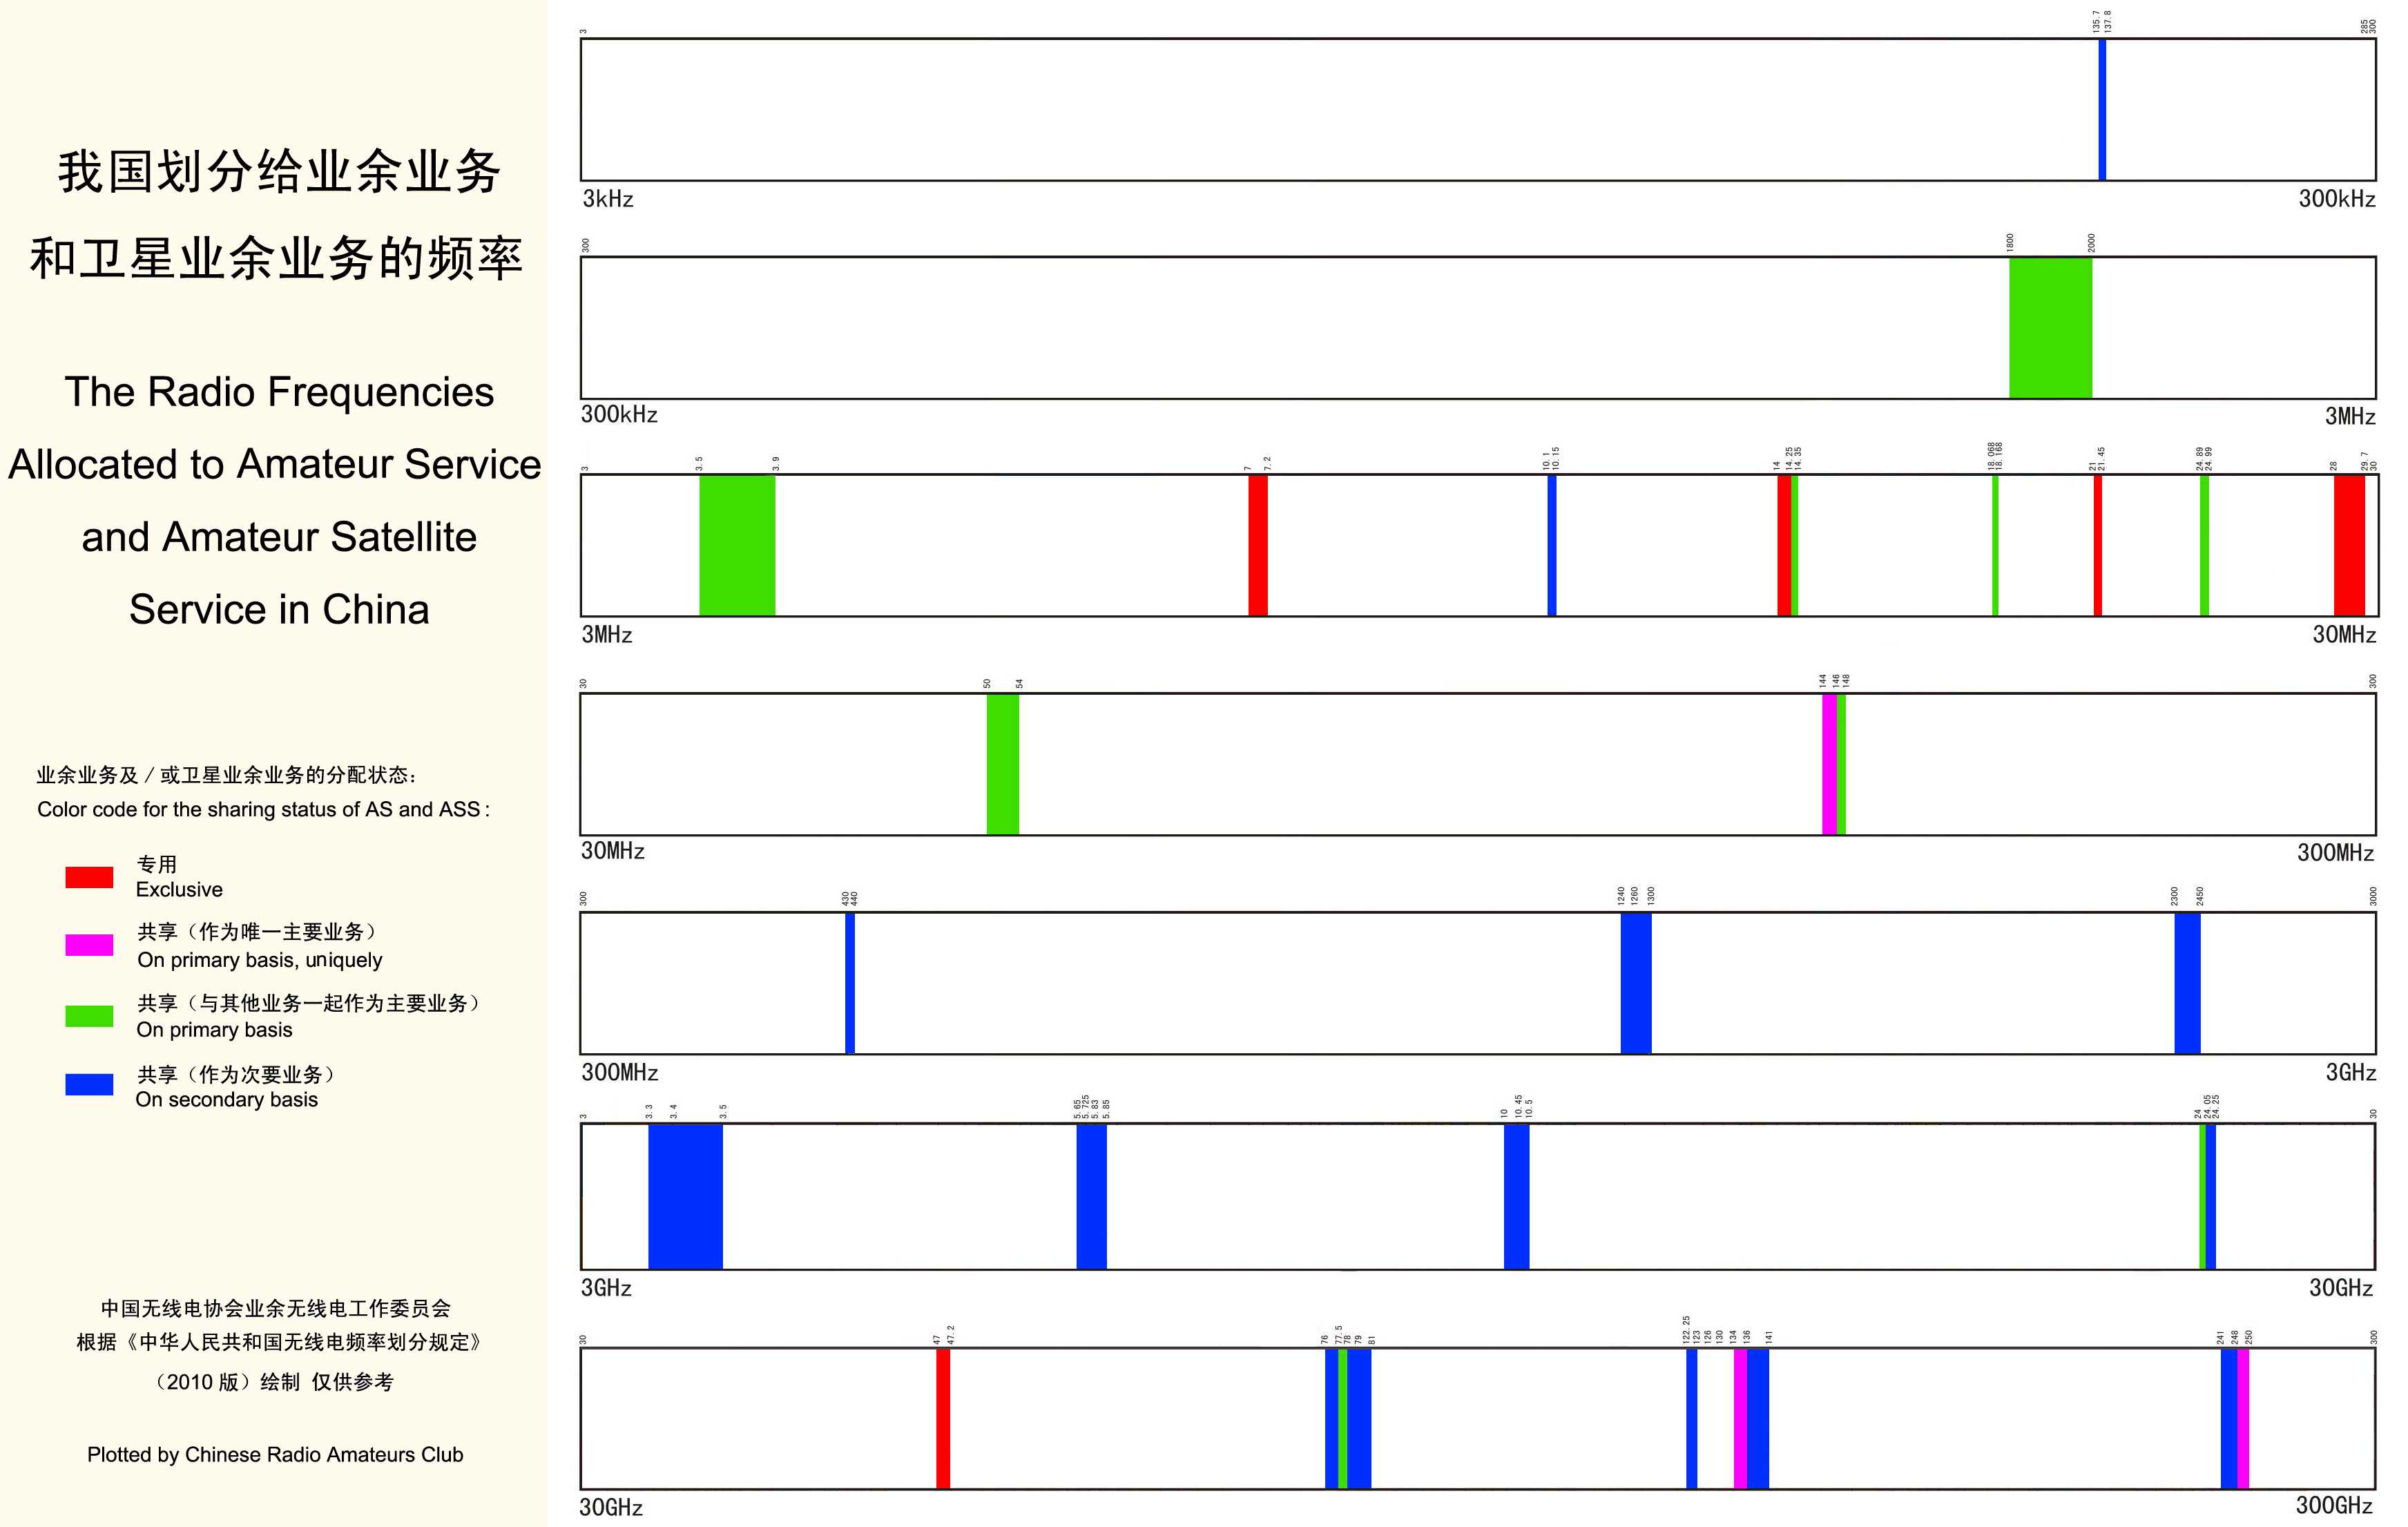 我国划分给业余业务
和卫星业余业务的频率
The Radio Frequencies
Allocated to Amateur Service
and Amateur Satellite
Service in China
业余业务及/或卫星业余业务的分配状态：
Color code for the sharing status of AS and ASS:
专用
Exclusive
共享（作为唯一主要业务）
On primary basis, uniquely
共享（与其他业务一起作为主要业务）
On primary basis
共享（作为次要业务）
On secondary basis
中国无线电协会业余无线电工作委员会
根据《中华人民共和国无线电频率划分规定》
（2010 版）绘制 仅供参考
Plotted by Chinese Radio Amateurs Club
3 135.7 137.8 285 300
3kHz 300kHz
300 1800 2000
300kHz 3MHz
3 3.5 3.9 7 7.2 10.1 10.15 14 14.25 14.35 18.068 18.168 21 21.45 24.89 24.99 28 29.7 30
3MHz 30MHz
30 50 54 144 146 148 300
30MHz 300MHz
300 430 440 1240 1260 1300 2300 2450 3000
300MHz 3GHz
3 3.3 3.4 3.5 5.65 5.725 5.83 5.85 10 10.45 10.5 24 24.05 24.25 30
3GHz 30GHz
30 47 47.2 76 77.5 78 79 81 122.25 123 126 130 134 136 141 241 248 250 300
30GHz 300GHz